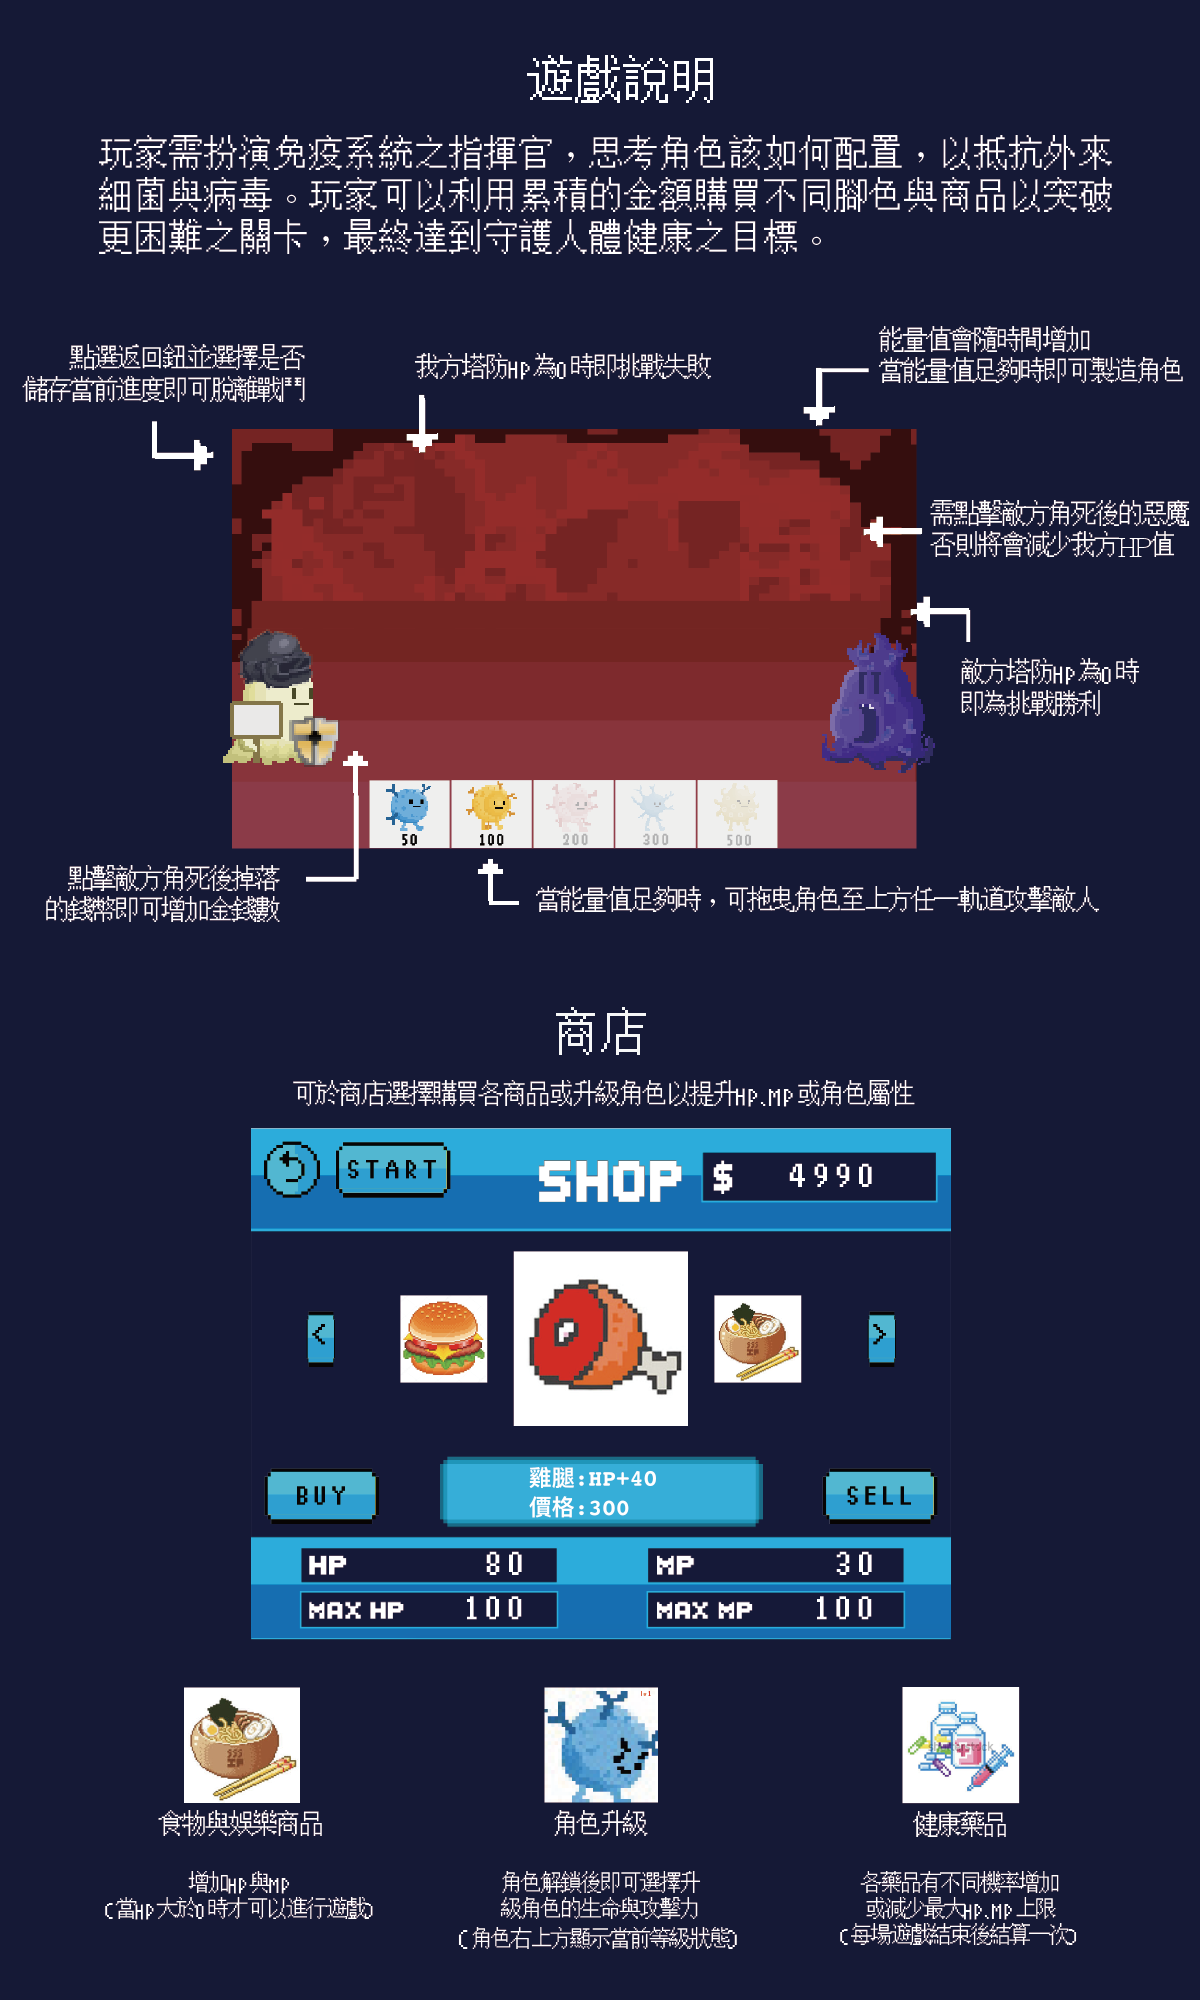 遊戲說明
玩家需扮演免疫系統之指揮官，思考角色該如何配置，以抵抗外來
細菌與病毒。玩家可以利用累積的金額購買不同腳色與商品以突破
更困難之關卡，最終達到守護人體健康之目標。
點選返回鈕並選擇是否
儲存當前進度即可脫離戰鬥
我方塔防HP為0時即挑戰失敗
能量值會隨時間增加
當能量值足夠時即可製造角色
需點擊敵方角死後的惡魔
否則將會減少我方HP值
敵方塔防HP為0時
即為挑戰勝利
50
100
200
300
500
點擊敵方角死後掉落
的錢幣即可增加金錢數
當能量值足夠時，可拖曳角色至上方任一軌道攻擊敵人
商店
可於商店選擇購買各商品或升級角色以提升HP.MP或角色屬性
START
SHOP
$ 4990
<
>
BUY
雞腿:HP+40
價格:300
SELL
HP 80
MP 30
MAX HP 100
MAX MP 100
食物與娛樂商品
角色升級
健康藥品
增加HP與MP
(當HP大於0時才可以進行遊戲)
角色解鎖後即可選擇升
級角色的生命與攻擊力
(角色右上方顯示當前等級狀態)
各藥品有不同機率增加
或減少最大HP.MP上限
(每場遊戲結束後結算一次)